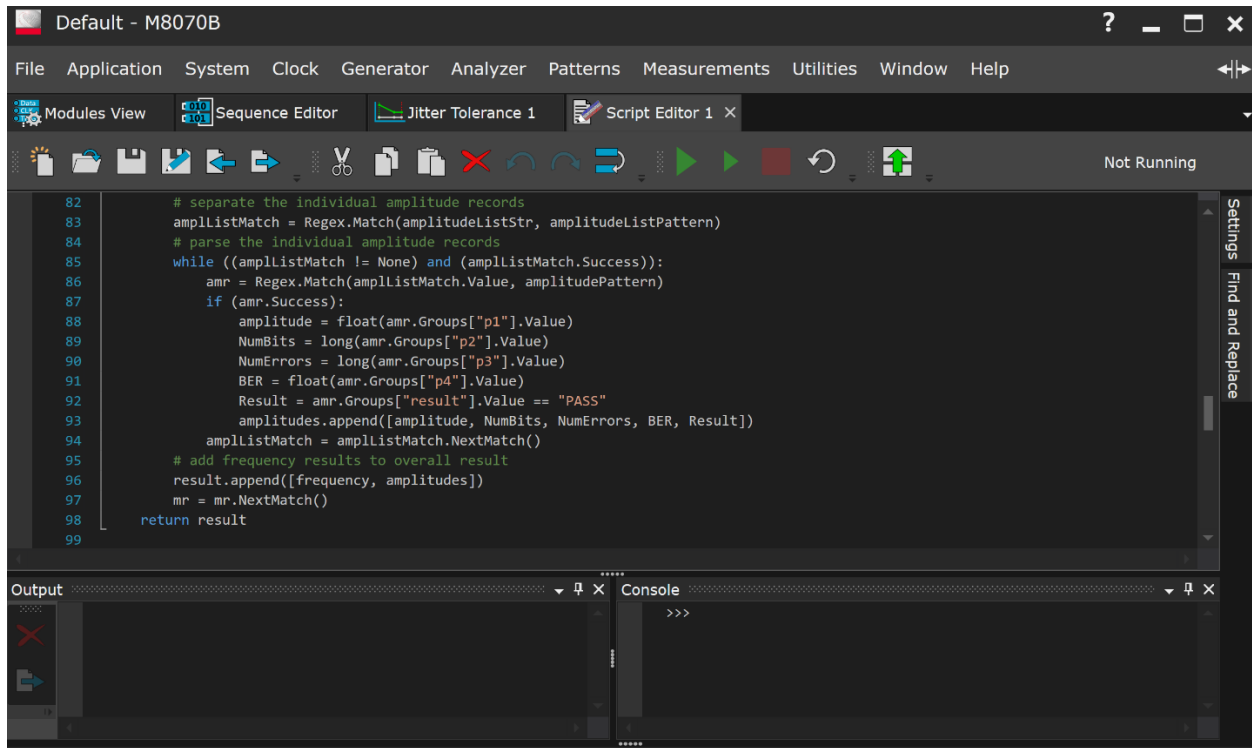 Default - M8070B
?
File Application System Clock Generator Analyzer Patterns Measurements Utilities Window Help
Modules View Sequence Editor Jitter Tolerance 1 Script Editor 1
Not Running
82 # separate the individual amplitude records
83 amplListMatch = Regex.Match(amplitudeListStr, amplitudeListPattern)
84 # parse the individual amplitude records
85 while ((amplListMatch != None) and (amplListMatch.Success)):
86 amr = Regex.Match(amplListMatch.Value, amplitudePattern)
87 if (amr.Success):
88 amplitude = float(amr.Groups["p1"].Value)
89 NumBits = long(amr.Groups["p2"].Value)
90 NumErrors = long(amr.Groups["p3"].Value)
91 BER = float(amr.Groups["p4"].Value)
92 Result = amr.Groups["result"].Value == "PASS"
93 amplitudes.append([amplitude, NumBits, NumErrors, BER, Result])
94 amplListMatch = amplListMatch.NextMatch()
95 # add frequency results to overall result
96 result.append([frequency, amplitudes])
97 mr = mr.NextMatch()
98 return result
99
Settings
Find and Replace
Output
Console
>>>